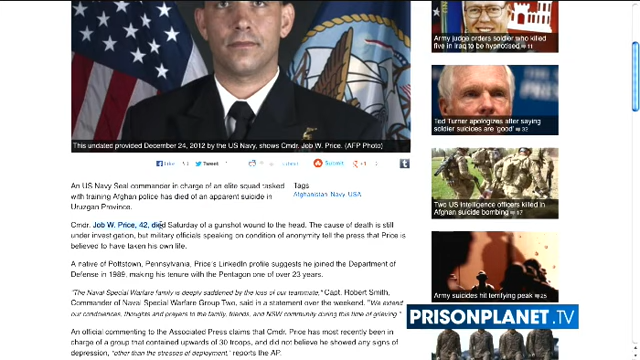 This undated provided December 24, 2012 by the US Navy, shows Cmdr. Job W. Price. (AFP Photo)
Like
Tweet
Submit
An US Navy Seal commander in charge of an elite squad tasked
with training Afghan police has died of an apparent suicide in
Uruzgan Province.
Cmdr. Job W. Price, 42, died Saturday of a gunshot wound to the head. The cause of death is still
under investigation, but military officials speaking on condition of anonymity tell the press that Price is
believed to have taken his own life.
A native of Pottstown, Pennsylvania, Price's LinkedIn profile suggests he joined the Department of
Defense in 1989, making his tenure with the Pentagon one of over 23 years.
"The Naval Special Warfare family is deeply saddened by the loss of our teammate," Capt. Robert Smith,
Commander of Naval Special Warfare Group Two, said in a statement over the weekend. "We extend
our condolences, thoughts and prayers to the family, friends, and NSW community during this time of grieving."
An official commenting to the Associated Press claims that Cmdr. Price has most recently been in
charge of a group that contained upwards of 30 troops, and did not believe he showed any signs of
depression, "other than the stresses of deployment," reports the AP.
Tags
Afghanistan, Navy, USA
Army judge orders soldier who killed
five in Iraq to be hypnotised
Ted Turner apologizes after saying
soldier suicides are 'good'
Two US intelligence officers killed in
Afghan suicide bombing
Army suicides hit terrifying peak
PRISONPLANET.TV